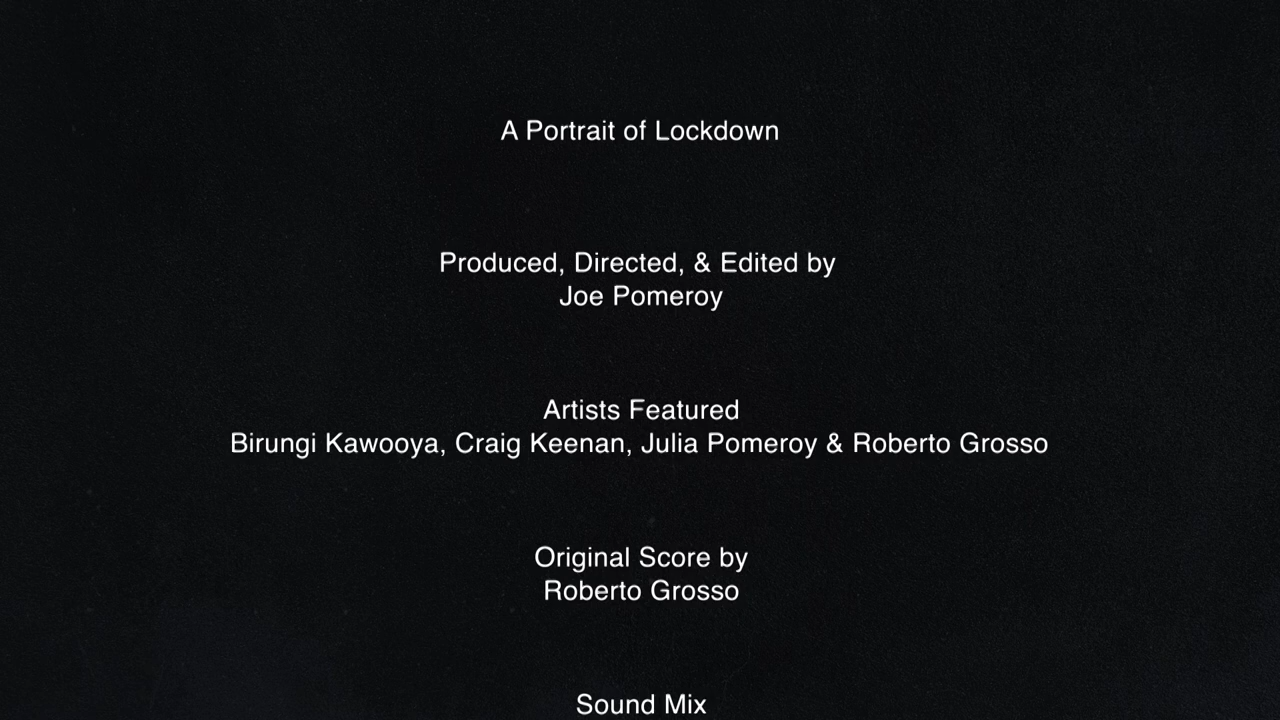 A Portrait of Lockdown
Produced, Directed, & Edited by
Joe Pomeroy
Artists Featured
Birungi Kawooya, Craig Keenan, Julia Pomeroy & Roberto Grosso
Original Score by
Roberto Grosso
Sound Mix